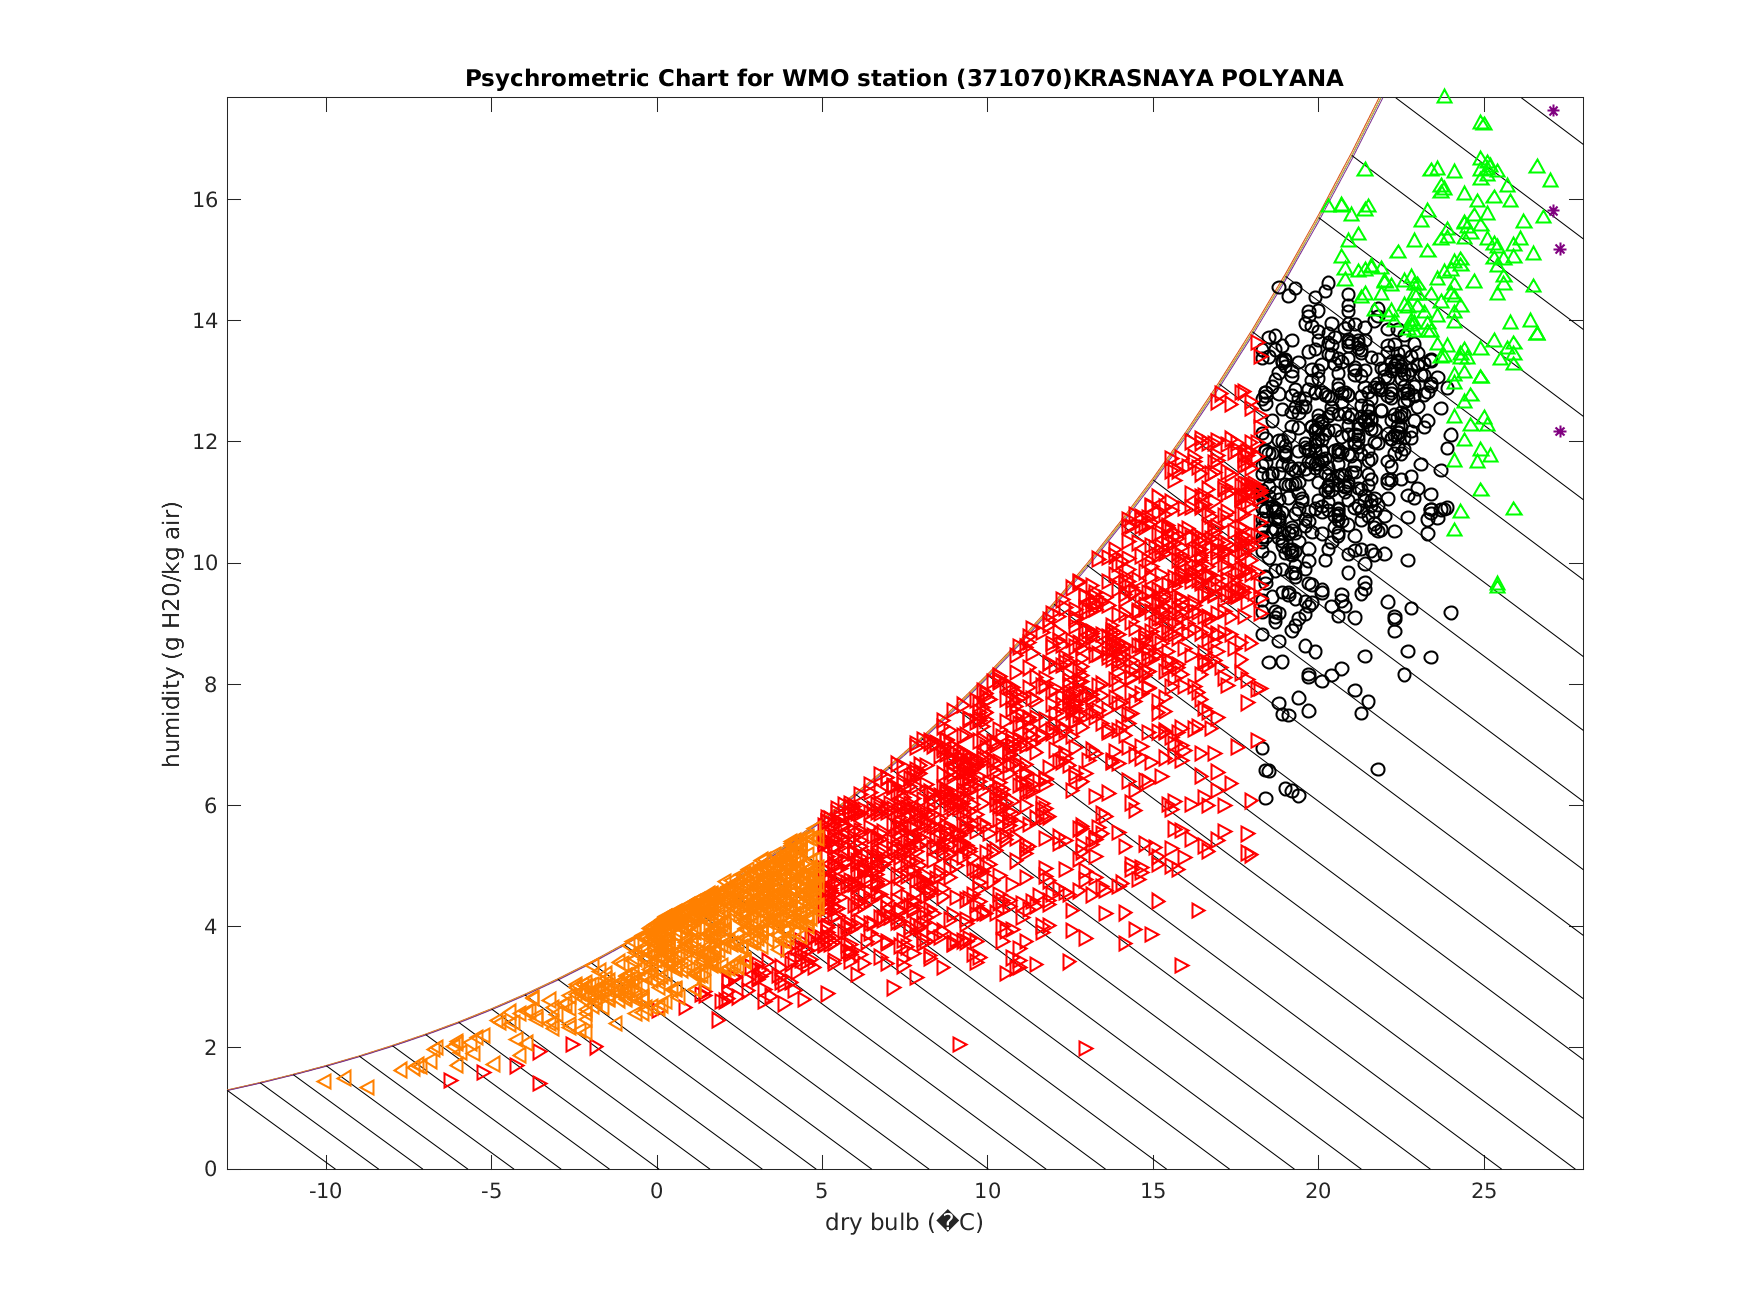 Psychrometric Chart for WMO station (371070)KRASNAYA POLYANA
16
14
12
10
8
6
4
2
0
humidity (g H20/kg air)
-10 -5 0 5 10 15 20 25
dry bulb (�C)